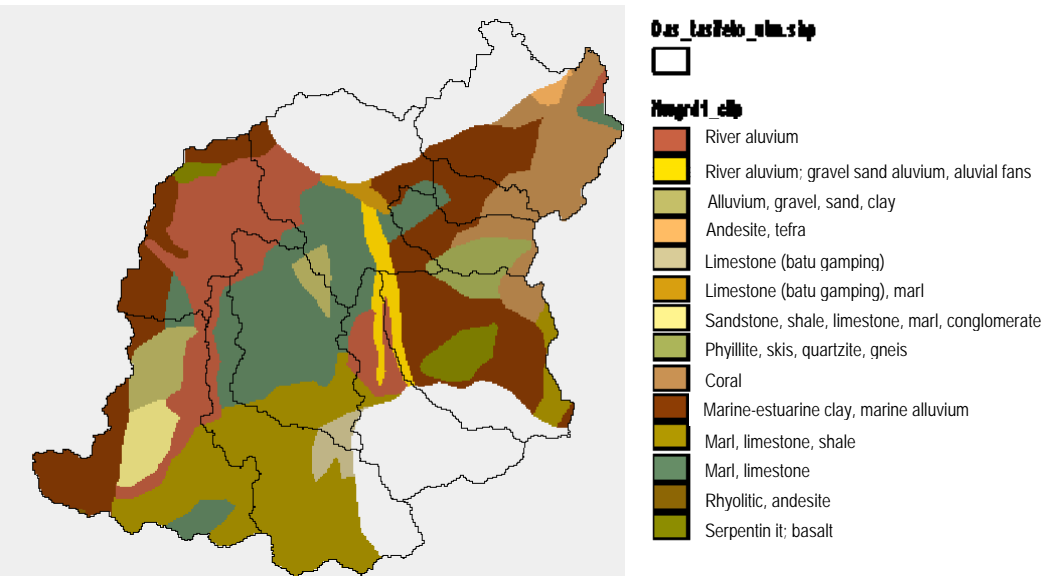 River aluvium
River aluvium; gravel sand aluvium, aluvial fans
Alluvium, gravel, sand, clay
Andesite, tefra
Limestone (batu gamping)
Limestone (batu gamping), marl
Sandstone, shale, limestone, marl, conglomerate
Phyillite, skis, quartzite, gneis
Coral
Marine-estuarine clay, marine alluvium
Marl, limestone, shale
Marl, limestone
Rhyolitic, andesite
Serpentin it; basalt